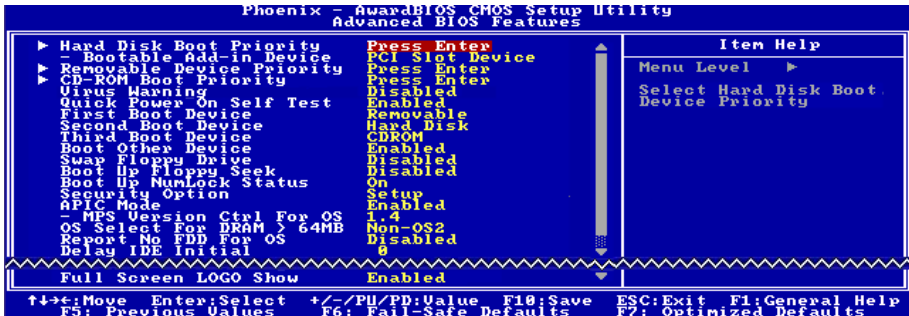 Phoenix - AwardBIOS CMOS Setup Utility
Advanced BIOS Features
▶ Hard Disk Boot Priority Press Enter Item Help
- Bootable Add-in Device PCI Slot Device
▶ Removable Device Priority Press Enter Menu Level ▶
▶ CD-ROM Boot Priority Press Enter
Virus Warning Disabled Select Hard Disk Boot
Quick Power On Self Test Enabled Device Priority
First Boot Device Removable
Second Boot Device Hard Disk
Third Boot Device CDROM
Boot Other Device Enabled
Swap Floppy Drive Disabled
Boot Up Floppy Seek Disabled
Boot Up NumLock Status On
Security Option Setup
APIC Mode Enabled
- MPS Version Ctrl For OS 1.4
OS Select For DRAM > 64MB Non-OS2
Report No FDD For OS Disabled
Delay IDE Initial 0
Full Screen LOGO Show Enabled
↑↓→←:Move Enter:Select +/-/PU/PD:Value F10:Save ESC:Exit F1:General Help
F5: Previous Values F6: Fail-Safe Defaults F7: Optimized Defaults